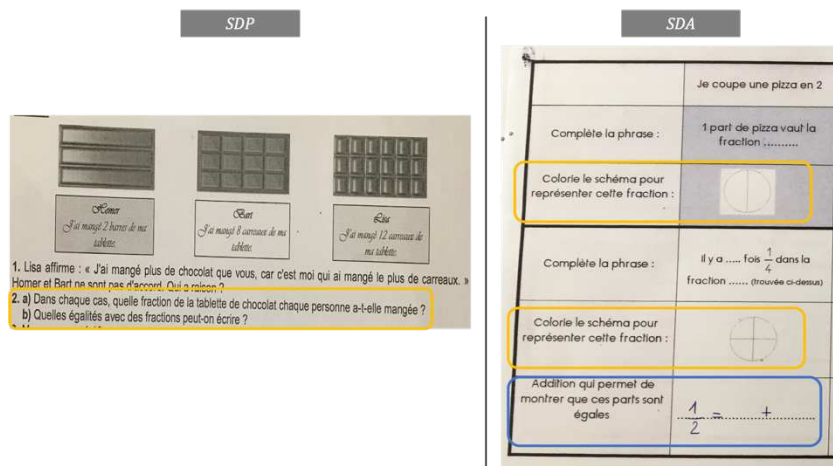 SDP
SDA
Homer
J'ai mangé 2 barres de ma
tablette.
Bart
J'ai mangé 8 carreaux de ma
tablette.
Lisa
J'ai mangé 12 carreaux de
ma tablette.
1. Lisa affirme : « J'ai mangé plus de chocolat que vous, car c'est moi qui ai mangé le plus de carreaux. »
Homer et Bart ne sont pas d'accord. Qui a raison ?
2. a) Dans chaque cas, quelle fraction de la tablette de chocolat chaque personne a-t-elle mangée ?
b) Quelles égalités avec des fractions peut-on écrire ?
Je coupe une pizza en 2
Complète la phrase :
1 part de pizza vaut la
fraction ..........
Colorie le schéma pour
représenter cette fraction :
Complète la phrase :
Il y a ..... fois 1/4 dans la
fraction ...... (trouvée ci-dessus)
Colorie le schéma pour
représenter cette fraction :
Addition qui permet de
montrer que ces parts sont
égales
1/2 = ............ + ............